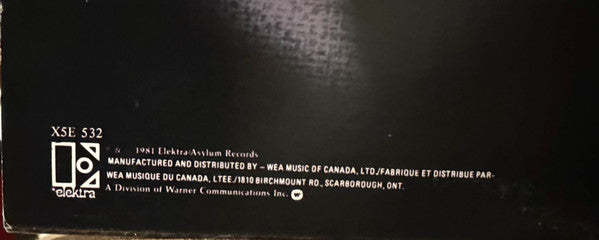 X5E 532
1981 Elektra/Asylum Records
MANUFACTURED AND DISTRIBUTED BY – WEA MUSIC OF CANADA, LTD./FABRIQUE ET DISTRIBUE PAR-
WEA MUSIQUE DU CANADA, LTEE./1810 BIRCHMOUNT RD., SCARBOROUGH, ONT.
A Division of Warner Communications Inc.
elektra